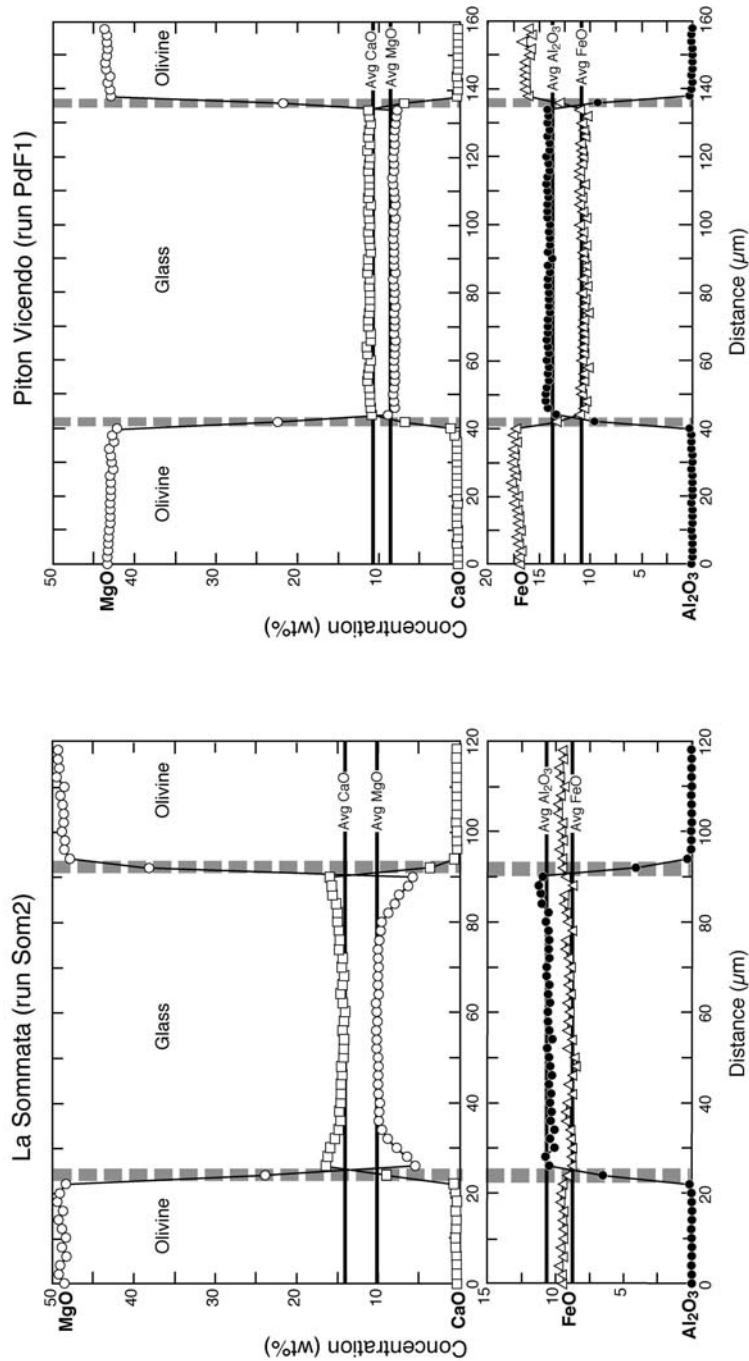 La Sommata (run Som2)
Concentration (wt%)
50
40
30
20
10
MgO
CaO
Olivine
Glass
Olivine
Avg CaO
Avg MgO
15
10
5
FeO
Al2O3
Avg Al2O3
Avg FeO
0
20
40
60
80
100
120
Distance (µm)
Piton Vicendo (run PdF1)
Concentration (wt%)
50
40
30
20
10
MgO
CaO
Olivine
Glass
Olivine
Avg CaO
Avg MgO
20
15
10
5
FeO
Al2O3
Avg Al2O3
Avg FeO
0
20
40
60
80
100
120
140
160
Distance (µm)